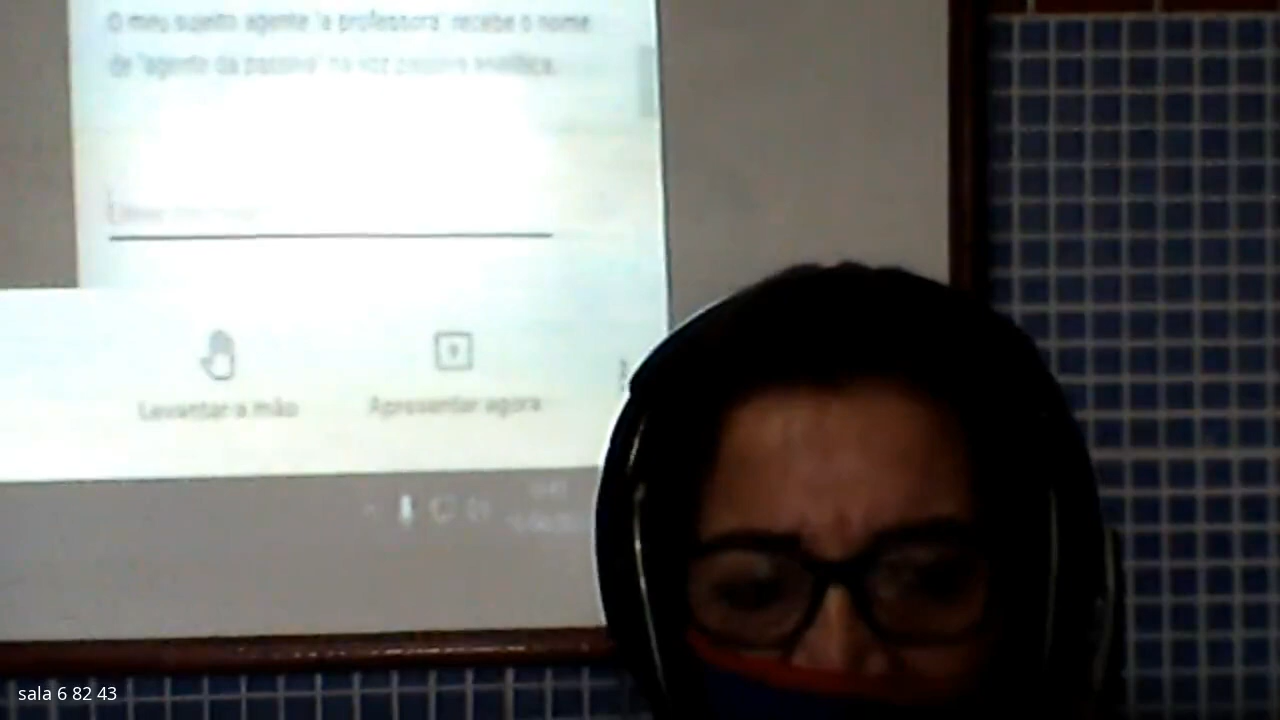 O meu sujeito agente 'a professora' recebe o nome
de "agente da passiva" na voz passiva analítica.
Levantar a mão
Apresentar agora
sala 6 82 43